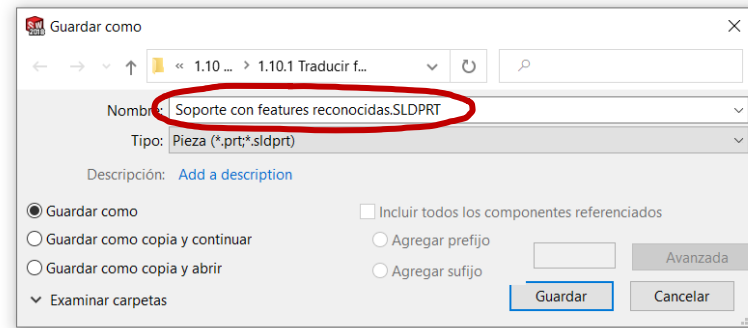 SW
2018
Guardar como
« 1.10 ... > 1.10.1 Traducir f...
Nombre: Soporte con features reconocidas.SLDPRT
Tipo: Pieza (*.prt;*.sldprt)
Descripción: Add a description
Guardar como
Incluir todos los componentes referenciados
Guardar como copia y continuar
Agregar prefijo
Avanzada
Guardar como copia y abrir
Agregar sufijo
Examinar carpetas
Guardar
Cancelar